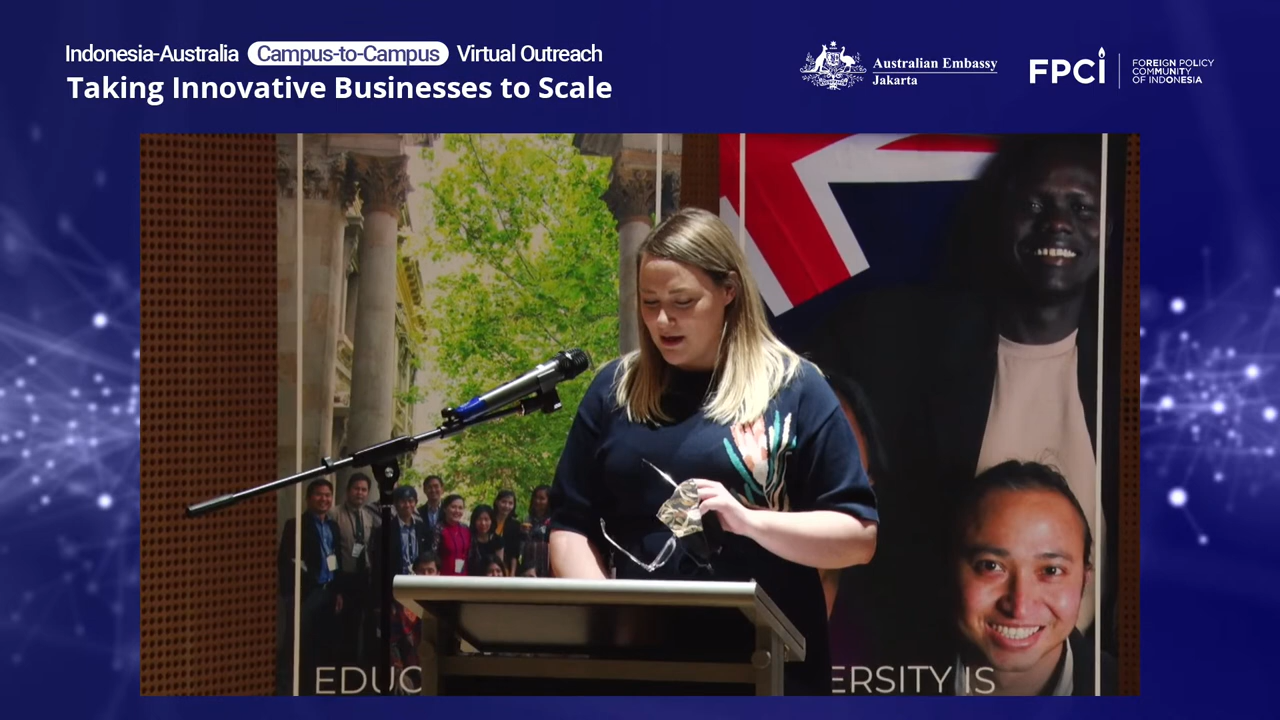 Indonesia-Australia Campus-to-Campus Virtual Outreach
Taking Innovative Businesses to Scale
Australian Embassy
Jakarta
FPCI
FOREIGN POLICY
COMMUNITY
OF INDONESIA
EDUC
ERSITY IS